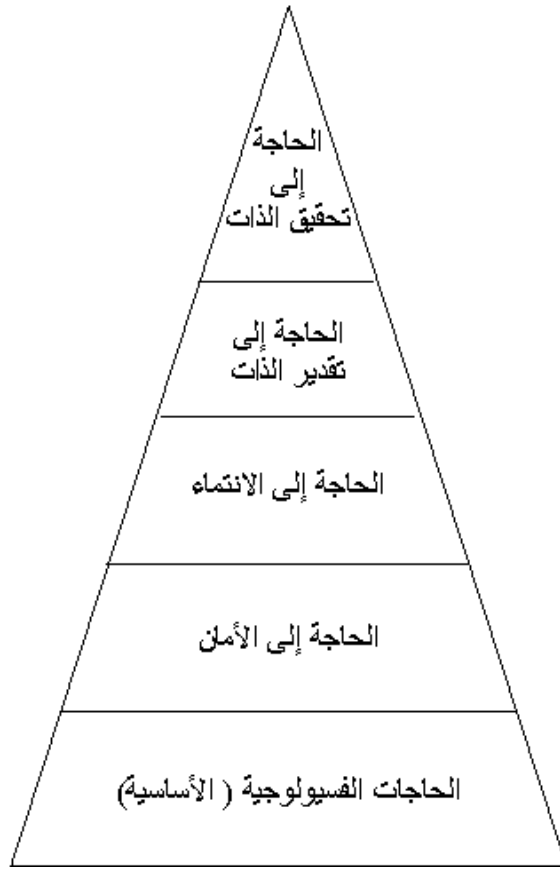 الحاجة
إلى
تحقيق الذات
الحاجة إلى
تقدير الذات
الحاجة إلى الانتماء
الحاجة إلى الأمان
الحاجات الفسيولوجية ( الأساسية)